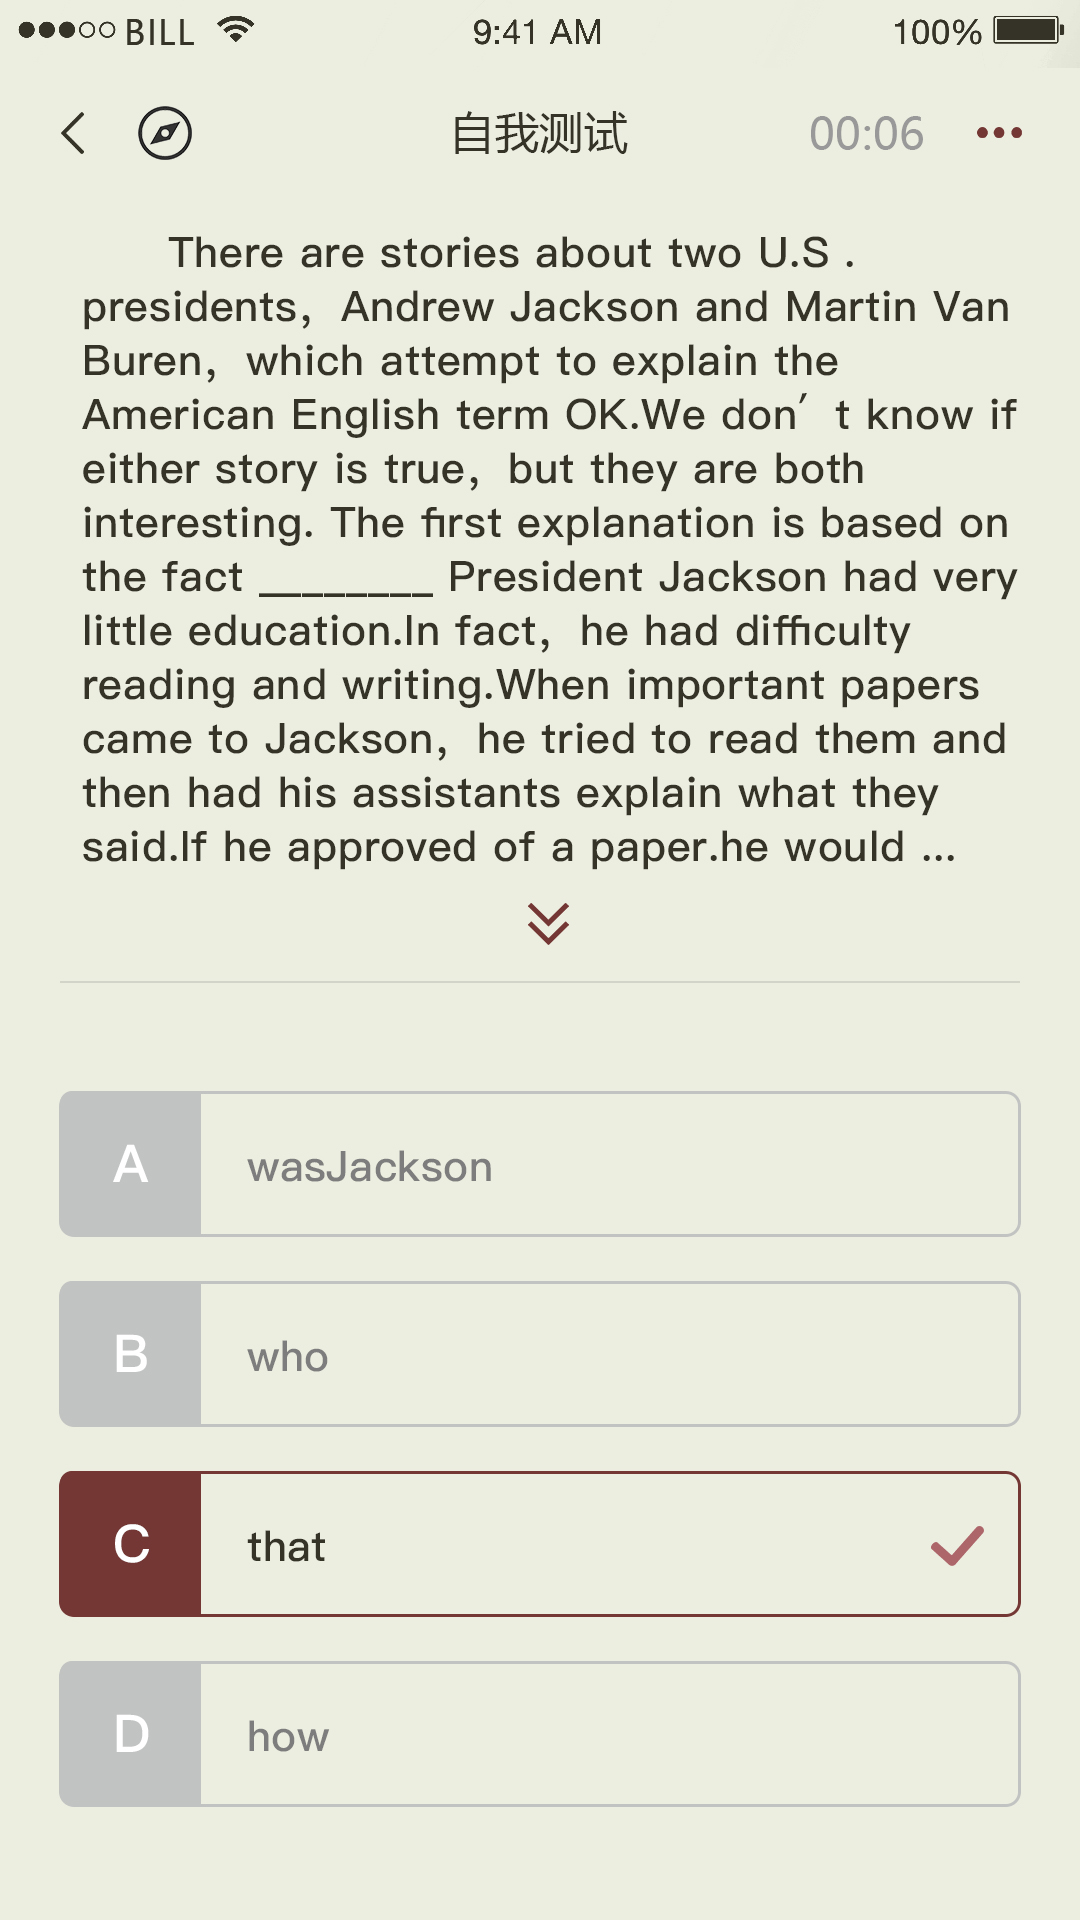 BILL 9:41 AM 100%
自我测试 00:06
There are stories about two U.S .
presidents，Andrew Jackson and Martin Van
Buren，which attempt to explain the
American English term OK.We don′ t know if
either story is true，but they are both
interesting. The first explanation is based on
the fact ________ President Jackson had very
little education.In fact，he had difficulty
reading and writing.When important papers
came to Jackson，he tried to read them and
then had his assistants explain what they
said.If he approved of a paper.he would ...
A wasJackson
B who
C that
D how